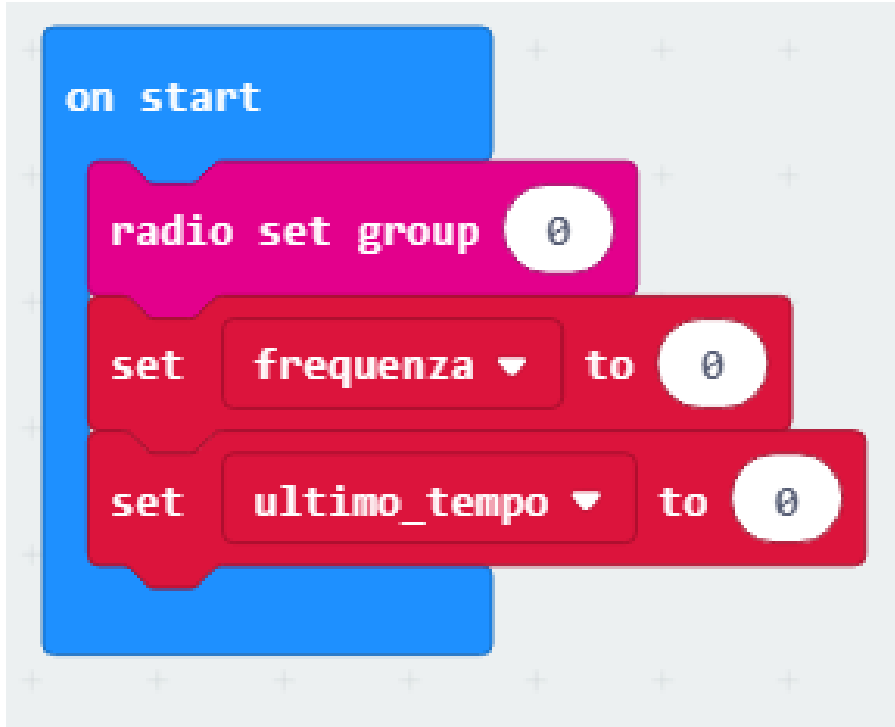 on start
radio set group 0
set frequenza to 0
set ultimo_tempo to 0